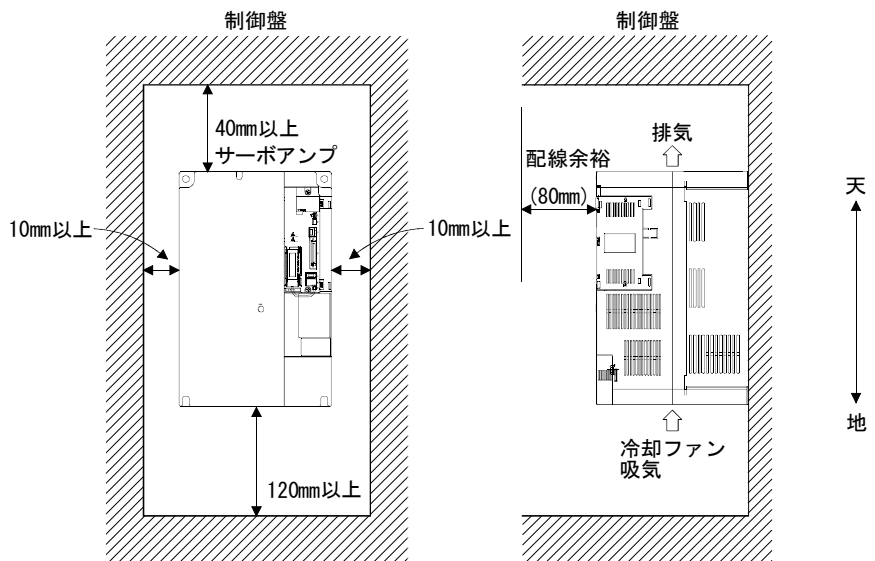 制御盤
40mm以上
サーボアンプ
10mm以上
10mm以上
120mm以上
制御盤
排気
配線余裕
(80mm)
冷却ファン
吸気
天
地